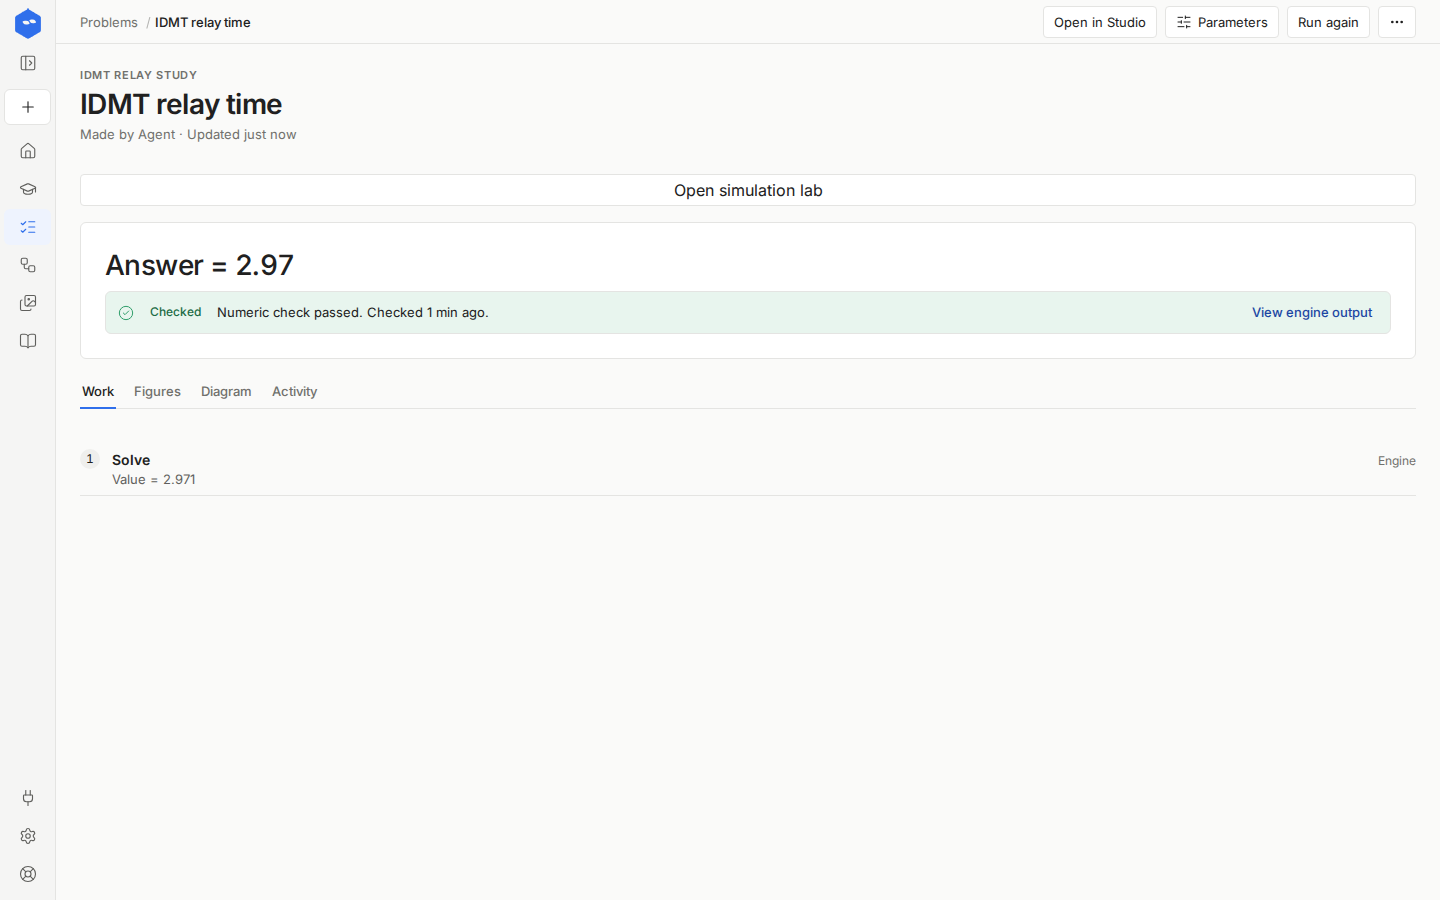 Problems / IDMT relay time
Open in Studio
Parameters
Run again
IDMT RELAY STUDY
IDMT relay time
Made by Agent · Updated just now
Open simulation lab
Answer = 2.97
Checked Numeric check passed. Checked 1 min ago. View engine output
Work Figures Diagram Activity
1 Solve Engine
Value = 2.971